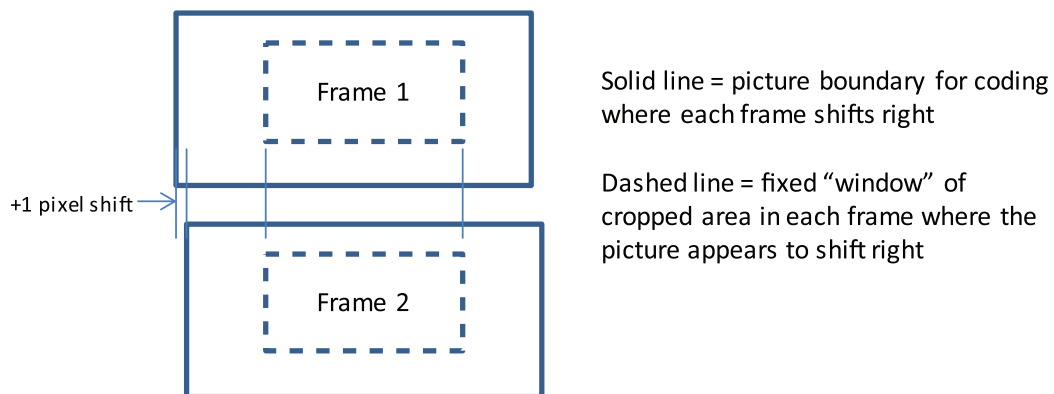 Frame 1
Solid line = picture boundary for coding
where each frame shifts right
Dashed line = fixed “window” of
cropped area in each frame where the
picture appears to shift right
+1 pixel shift
Frame 2